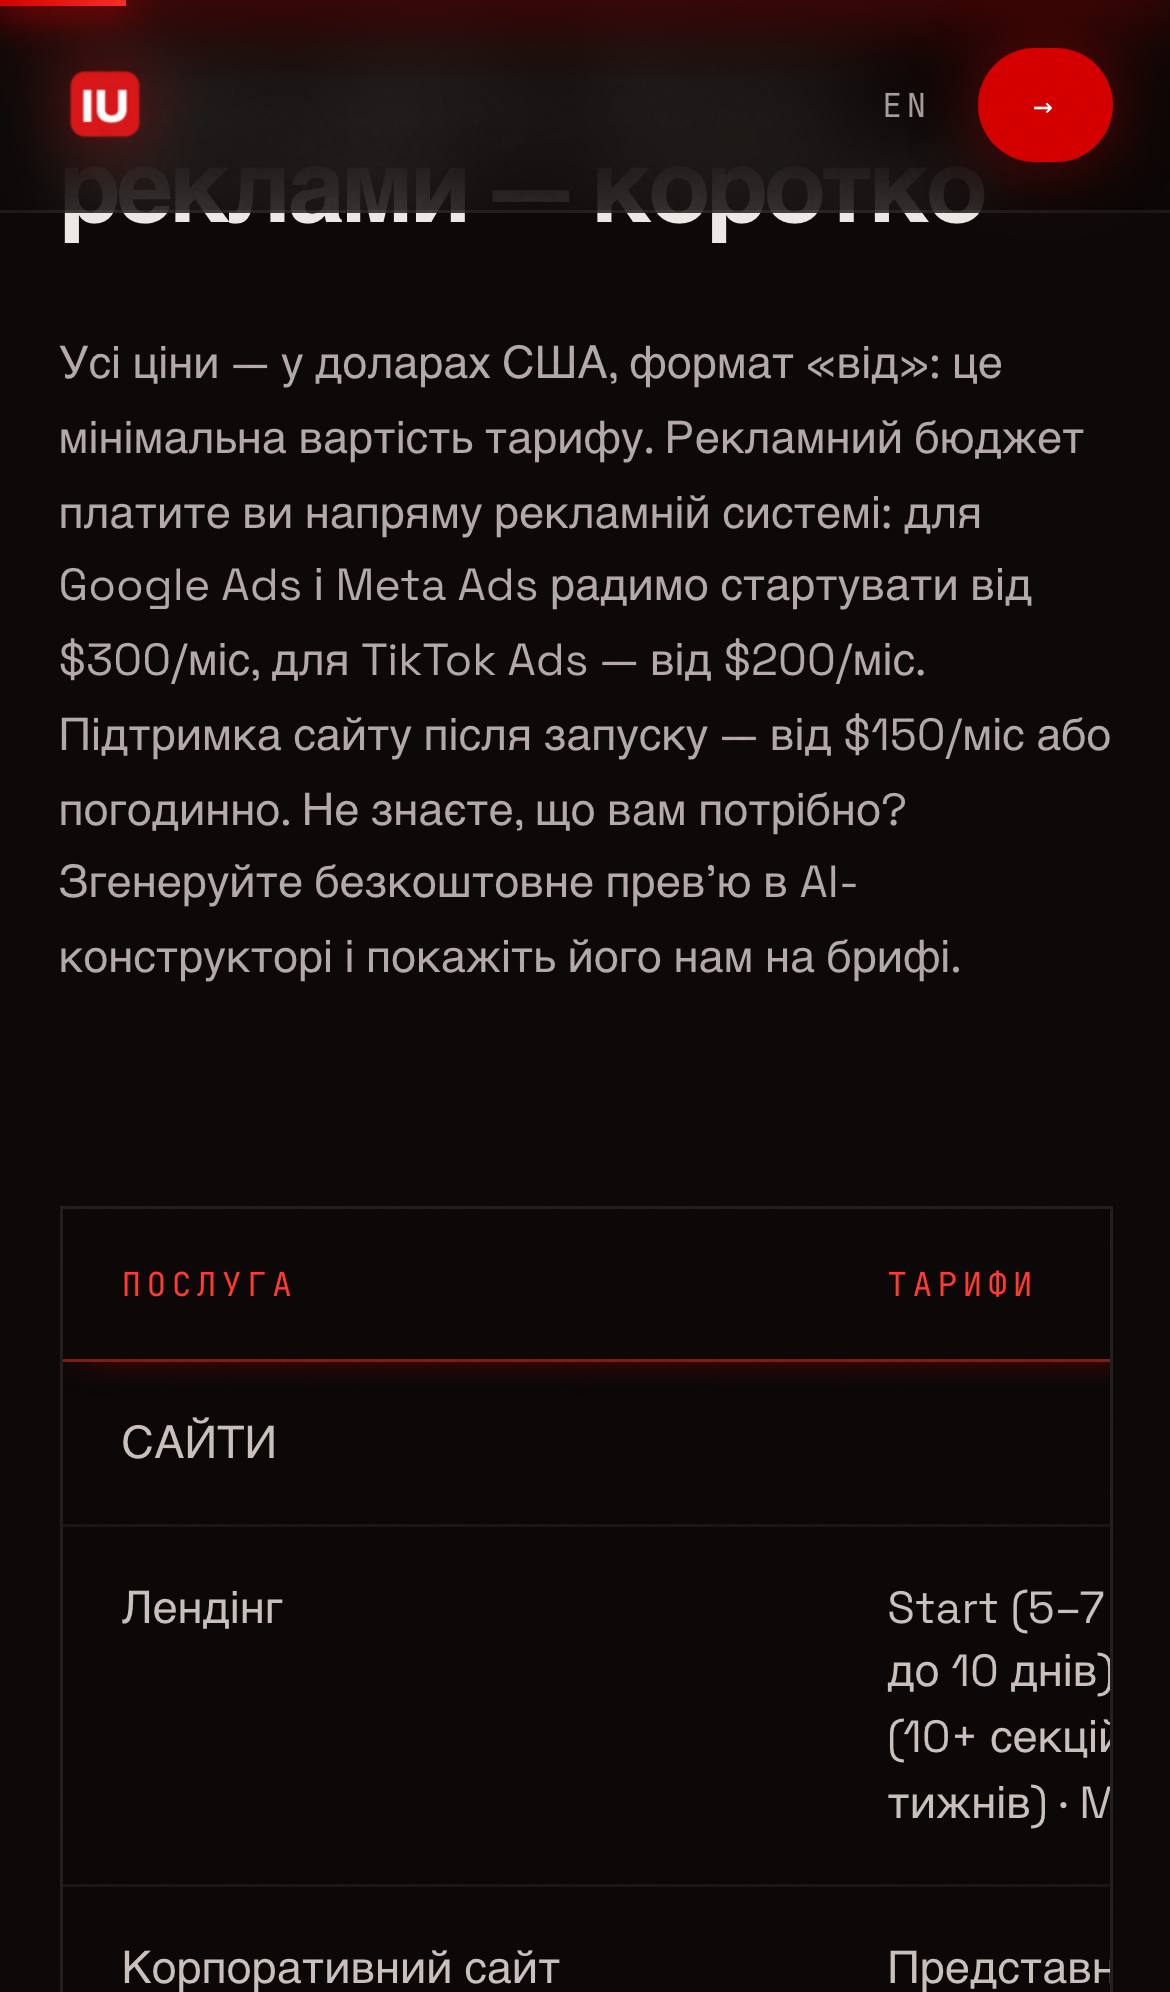 IU
EN
→
реклами — коротко
Усі ціни — у доларах США, формат «від»: це
мінімальна вартість тарифу. Рекламний бюджет
платите ви напряму рекламній системі: для
Google Ads і Meta Ads радимо стартувати від
$300/міс, для TikTok Ads — від $200/міс.
Підтримка сайту після запуску — від $150/міс або
погодинно. Не знаєте, що вам потрібно?
Згенеруйте безкоштовне прев’ю в AI-
конструкторі і покажіть його нам на брифі.
ПОСЛУГА ТАРИФИ
САЙТИ
Лендінг Start (5–7
до 10 днів)
(10+ секцій
тижнів) ·
Корпоративний сайт